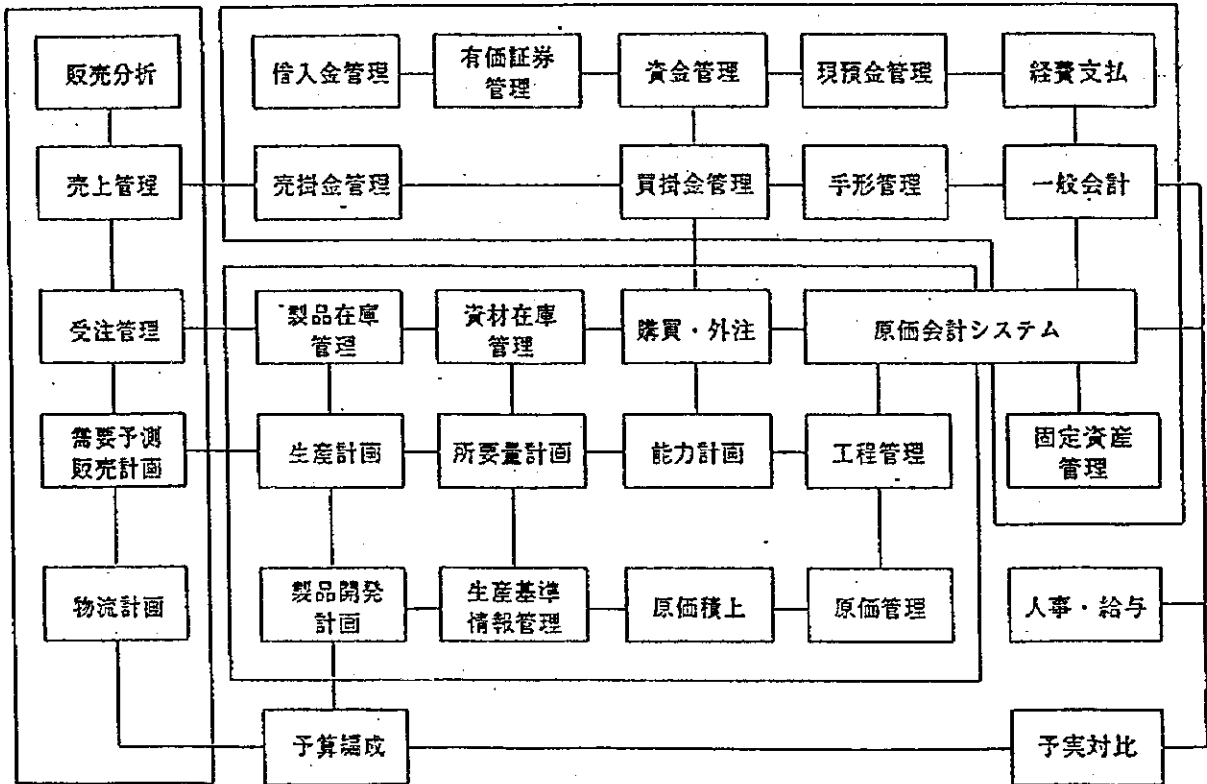 販売分析
借入金管理
有価証券
管理
資金管理
現預金管理
経費支払
売上管理
売掛金管理
買掛金管理
手形管理
一般会計
受注管理
製品在庫
管理
資材在庫
管理
購買・外注
原価会計システム
需要予測
販売計画
生産計画
所要量計画
能力計画
工程管理
固定資産
管理
物流計画
製品開発
計画
生産基準
情報管理
原価積上
原価管理
人事・給与
予算編成
予実対比